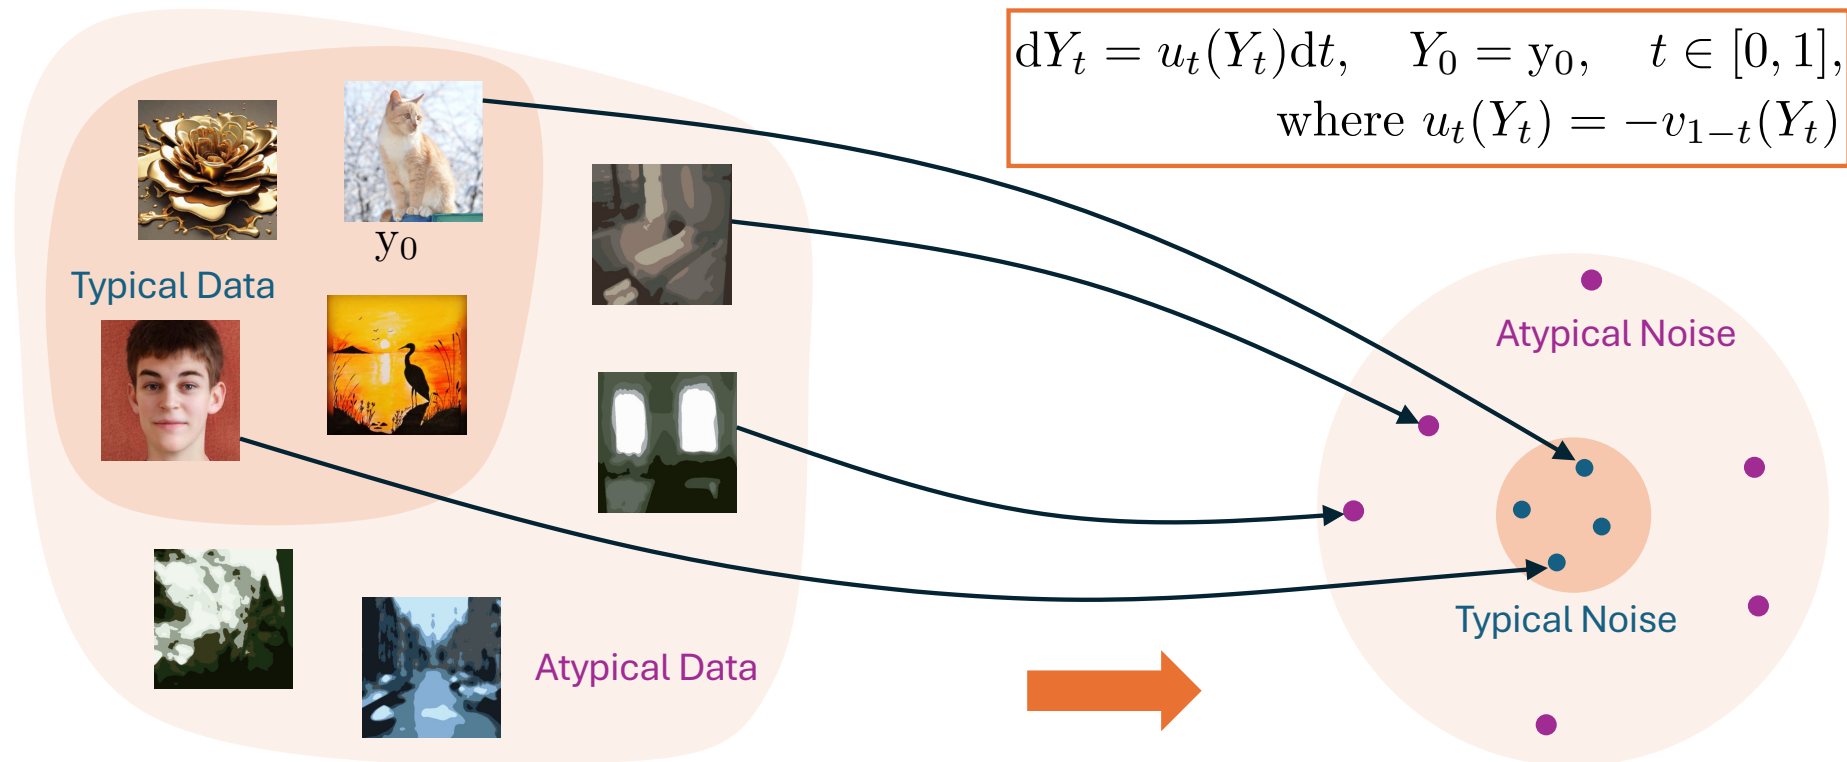 dY_t = u_t(Y_t)dt, Y_0 = y_0, t ∈ [0, 1],
where u_t(Y_t) = −v_{1−t}(Y_t)
y_0
Typical Data
Atypical Data
Atypical Noise
Typical Noise